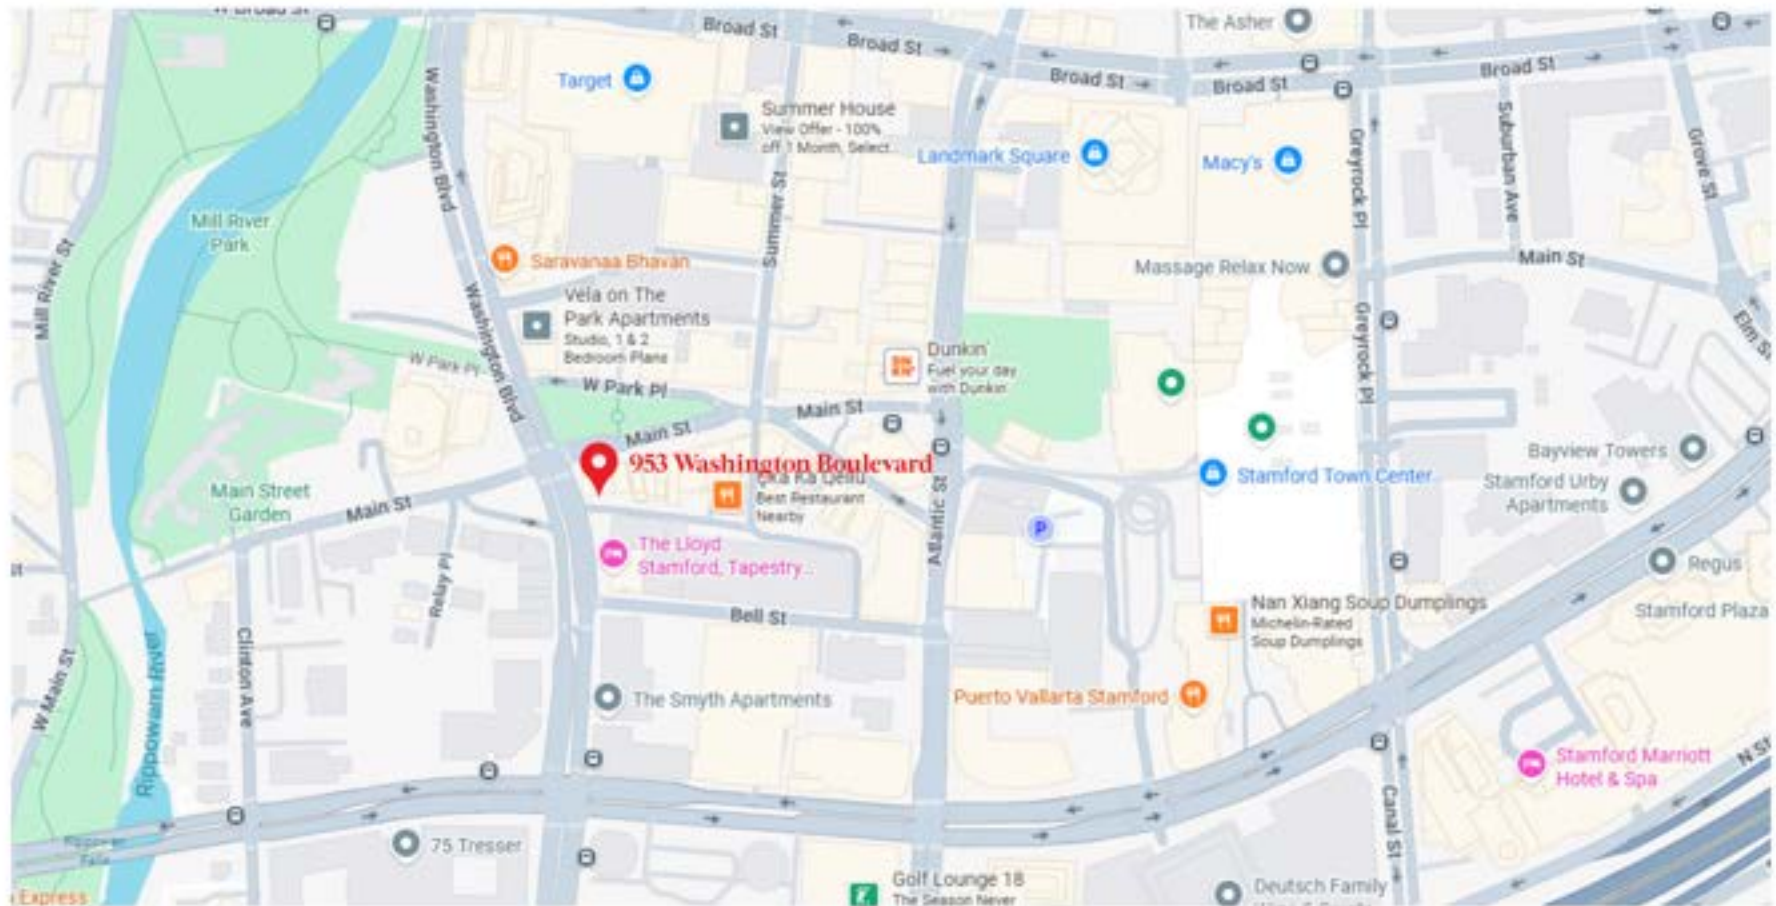 W Broad St
Broad St
Broad St
Broad St
Broad St
Broad St
The Asher
Target
Summer House
View Offer - 100%
off 1 Month, Select...
Landmark Square
Macy's
Washington Blvd
Summer St
Greyrock Pl
Suburban Ave
Grove St
Mill River
Park
Mill River St
Saravanaa Bhavan
Massage Relax Now
Main St
Vela on The
Park Apartments
Studio, 1 & 2
Bedroom Plans
Washington Blvd
Greyrock Pl
Elm St
W Park Pl
W Park Pl
Dunkin'
Fuel your day
with Dunkin'
Main St
Main St
953 Washington Boulevard
Best Restaurant
Nearby
Stamford Town Center
Bayview Towers
Stamford Urby
Apartments
Main Street
Garden
Main St
Atlantic St
P
The Lloyd
Stamford, Tapestry...
Relay Pl
Regus
Bell St
Nan Xiang Soup Dumplings
Michelin-Rated
Soup Dumplings
Stamford Plaza
W Main St
Rippowam River
Clinton Ave
The Smyth Apartments
Puerto Vallarta Stamford
Stamford Marriott
Hotel & Spa
N St
Canal St
75 Tresser
Falls
Express
Golf Lounge 18
The Season Never
Deutsch Family